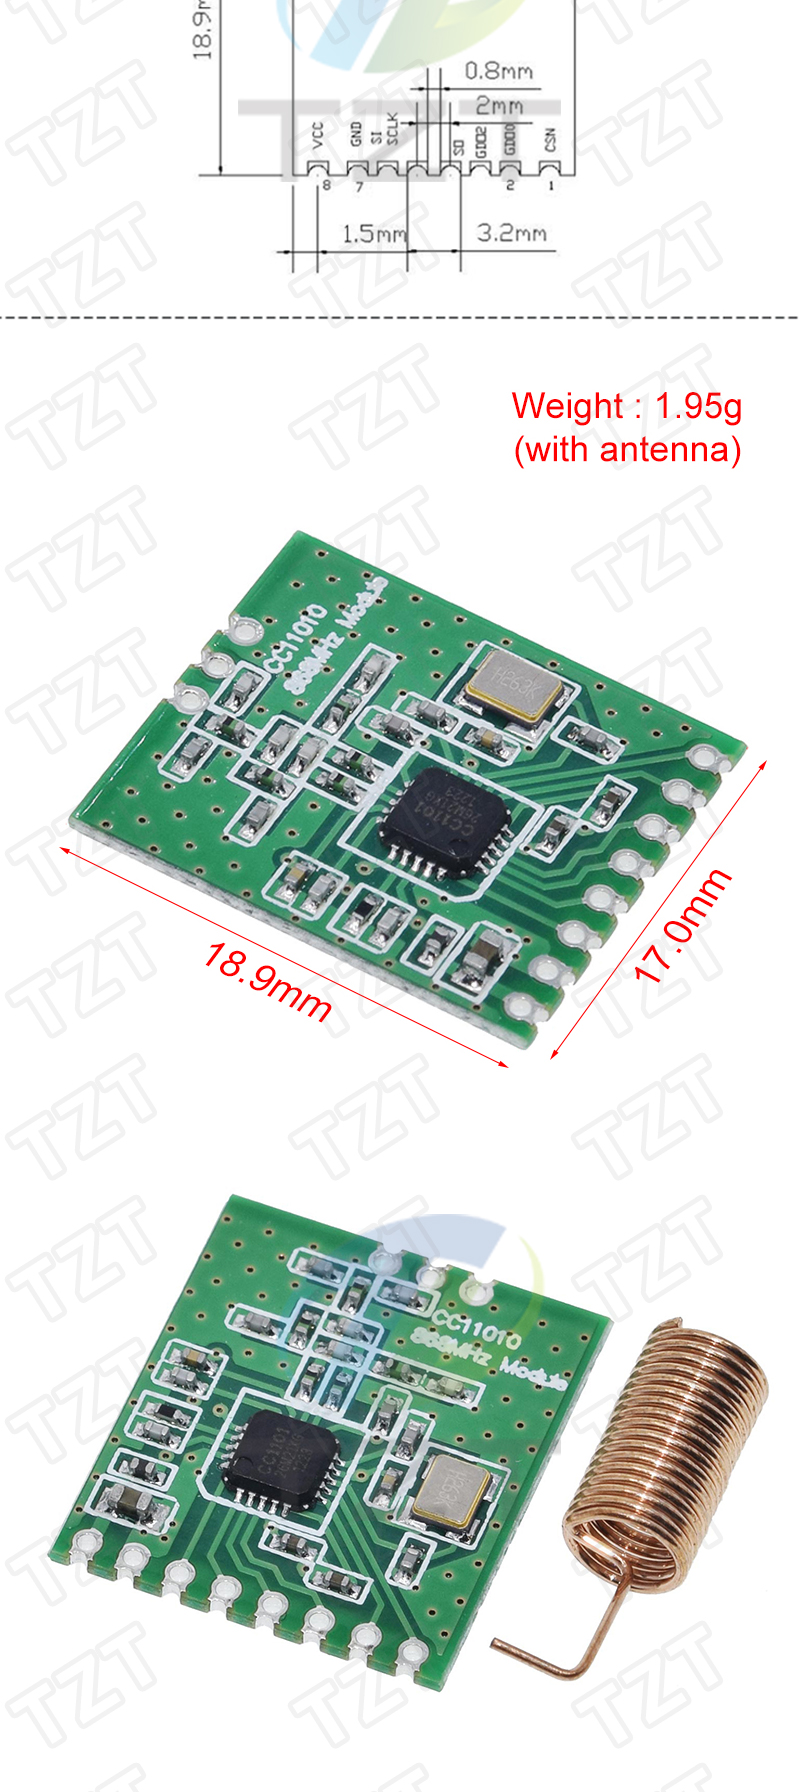 18.9m
0.8mm
2mm
VCC
GND
SI
SCLK
SO
GDO2
GDO0
CSN
8
7
2
1
1.5mm
3.2mm
TZT
Weight : 1.95g
(with antenna)
CC11010
868MHz Module
H263K
CC1101
18.9mm
17.0mm
CC11010
868MHz Module
CC1101